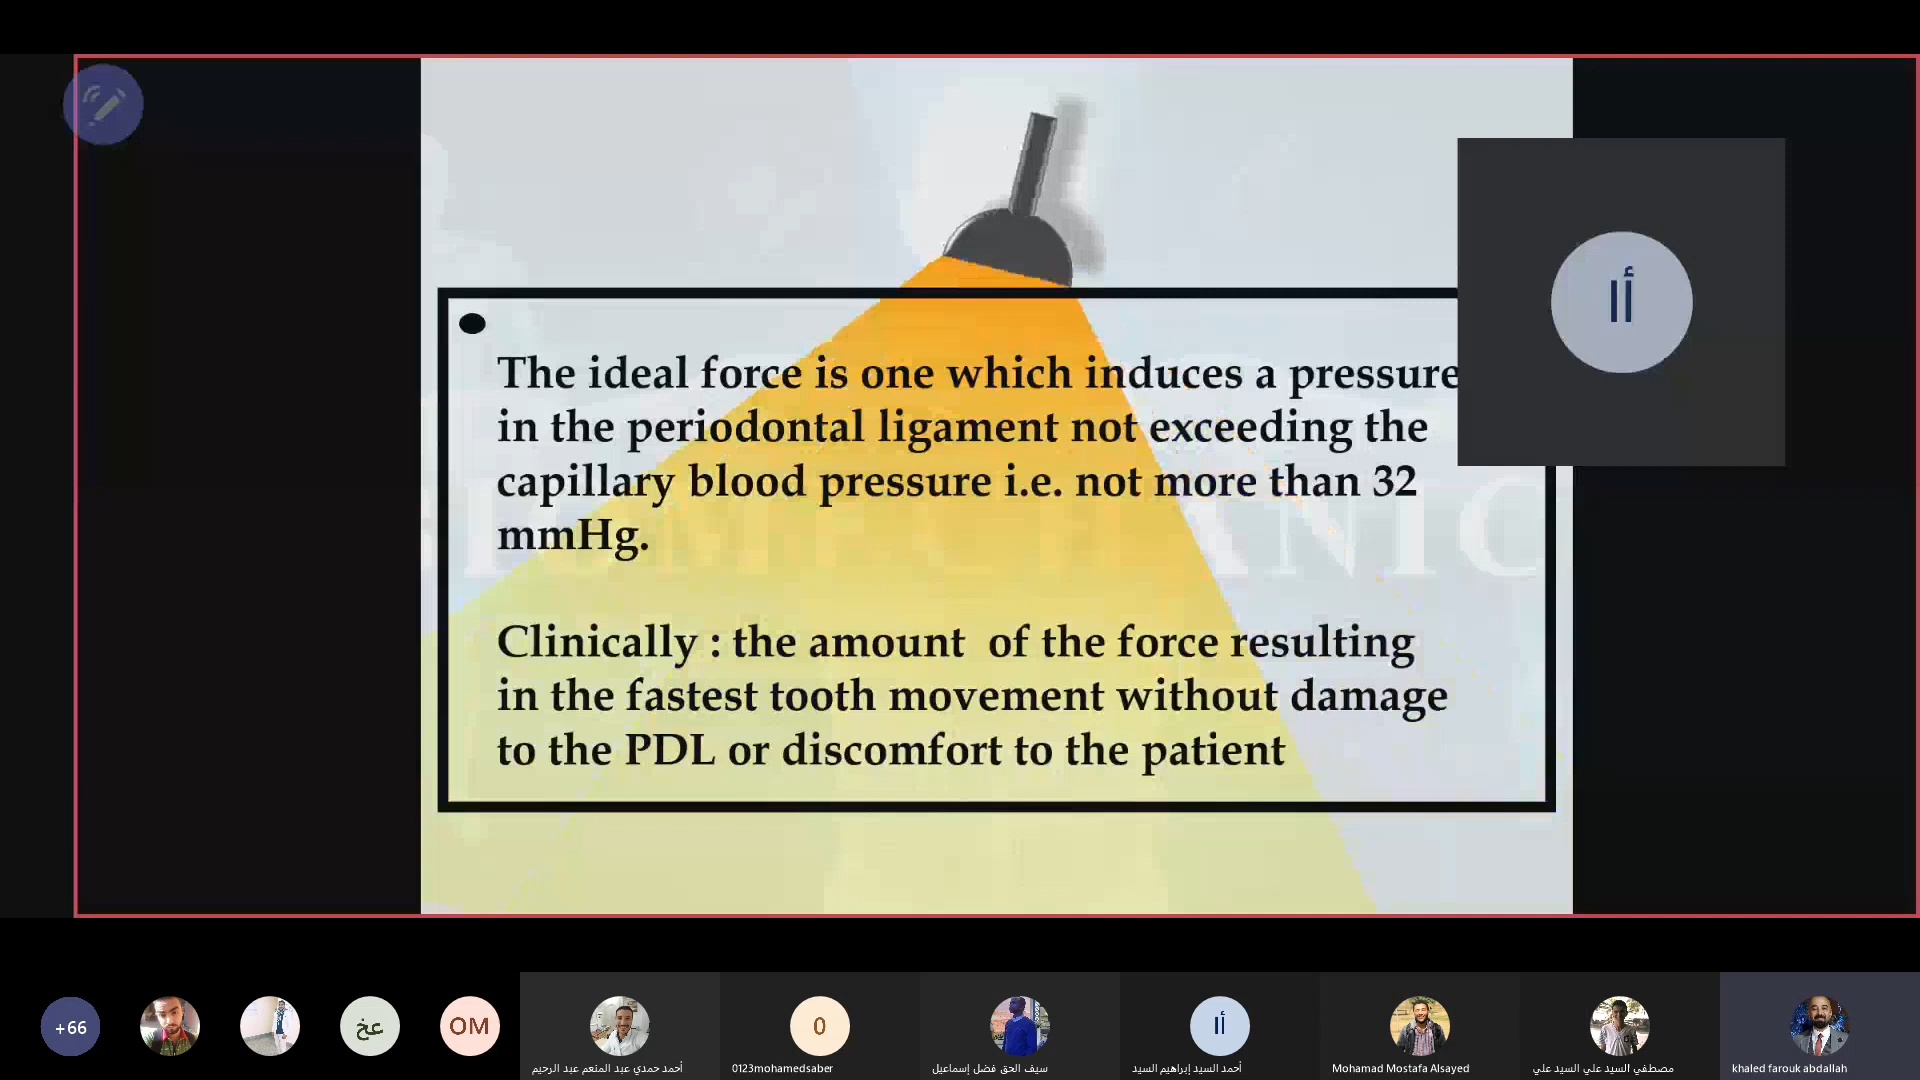 أا
The ideal force is one which induces a pressure
in the periodontal ligament not exceeding the
capillary blood pressure i.e. not more than 32
mmHg.
Clinically : the amount of the force resulting
in the fastest tooth movement without damage
to the PDL or discomfort to the patient
+66
عخ
OM
0
أا
أحمد حمدي عبد المنعم عبد الرحيم
0123mohamedsaber
سيف الحق فضل إسماعيل
أحمد السيد إبراهيم السيد
Mohamad Mostafa Alsayed
مصطفي السيد علي السيد علي
khaled farouk abdallah